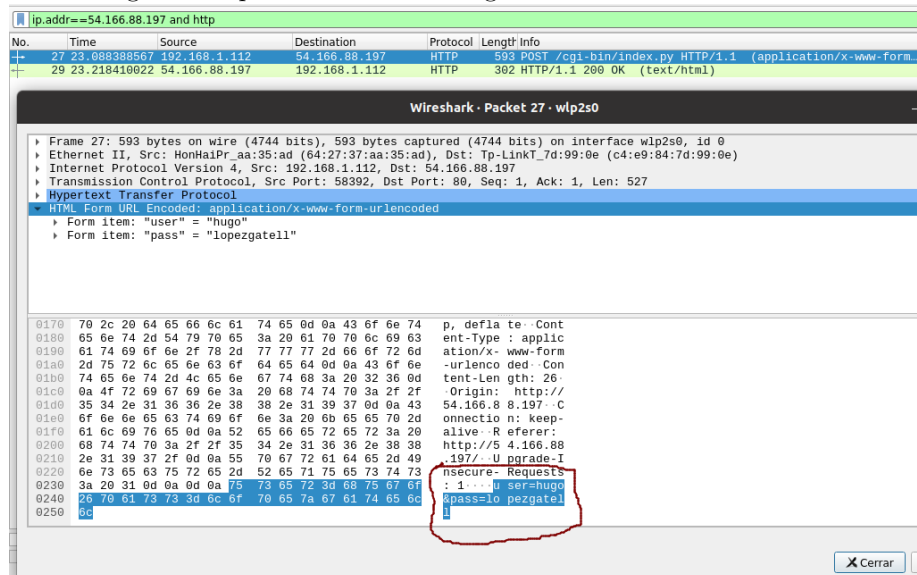 ip.addr==54.166.88.197 and http
No. Time Source Destination Protocol Length Info
27 23.088388567 192.168.1.112 54.166.88.197 HTTP 593 POST /cgi-bin/index.py HTTP/1.1 (application/x-www-form…
29 23.218410022 54.166.88.197 192.168.1.112 HTTP 302 HTTP/1.1 200 OK (text/html)
Wireshark · Packet 27 · wlp2s0
Frame 27: 593 bytes on wire (4744 bits), 593 bytes captured (4744 bits) on interface wlp2s0, id 0
Ethernet II, Src: HonHaiPr_aa:35:ad (64:27:37:aa:35:ad), Dst: Tp-LinkT_7d:99:0e (c4:e9:84:7d:99:0e)
Internet Protocol Version 4, Src: 192.168.1.112, Dst: 54.166.88.197
Transmission Control Protocol, Src Port: 58392, Dst Port: 80, Seq: 1, Ack: 1, Len: 527
Hypertext Transfer Protocol
HTML Form URL Encoded: application/x-www-form-urlencoded
Form item: "user" = "hugo"
Form item: "pass" = "lopezgatell"
0170 70 2c 20 64 65 66 6c 61 74 65 0d 0a 43 6f 6e 74 p, defla te··Cont
0180 65 6e 74 2d 54 79 70 65 3a 20 61 70 70 6c 69 63 ent-Type : applic
0190 61 74 69 6f 6e 2f 78 2d 77 77 77 2d 66 6f 72 6d ation/x- www-form
01a0 2d 75 72 6c 65 6e 63 6f 64 65 64 0d 0a 43 6f 6e -urlenco ded··Con
01b0 74 65 6e 74 2d 4c 65 6e 67 74 68 3a 20 32 36 0d tent-Len gth: 26·
01c0 0a 4f 72 69 67 69 6e 3a 20 68 74 74 70 3a 2f 2f ·Origin: http://
01d0 35 34 2e 31 36 36 2e 38 38 2e 31 39 37 0d 0a 43 54.166.8 8.197··C
01e0 6f 6e 6e 65 63 74 69 6f 6e 3a 20 6b 65 65 70 2d onnectio n: keep-
01f0 61 6c 69 76 65 0d 0a 52 65 66 65 72 65 72 3a 20 alive··R eferer:
0200 68 74 74 70 3a 2f 2f 35 34 2e 31 36 36 2e 38 38 http://5 4.166.88
0210 2e 31 39 37 2f 0d 0a 55 70 67 72 61 64 65 2d 49 .197/··U pgrade-I
0220 6e 73 65 63 75 72 65 2d 52 65 71 75 65 73 74 73 nsecure- Requests
0230 3a 20 31 0d 0a 0d 0a 75 73 65 72 3d 68 75 67 6f : 1····u ser=hugo
0240 26 70 61 73 73 3d 6c 6f 70 65 7a 67 61 74 65 6c &pass=lo pezgatel
0250 6c l
Cerrar